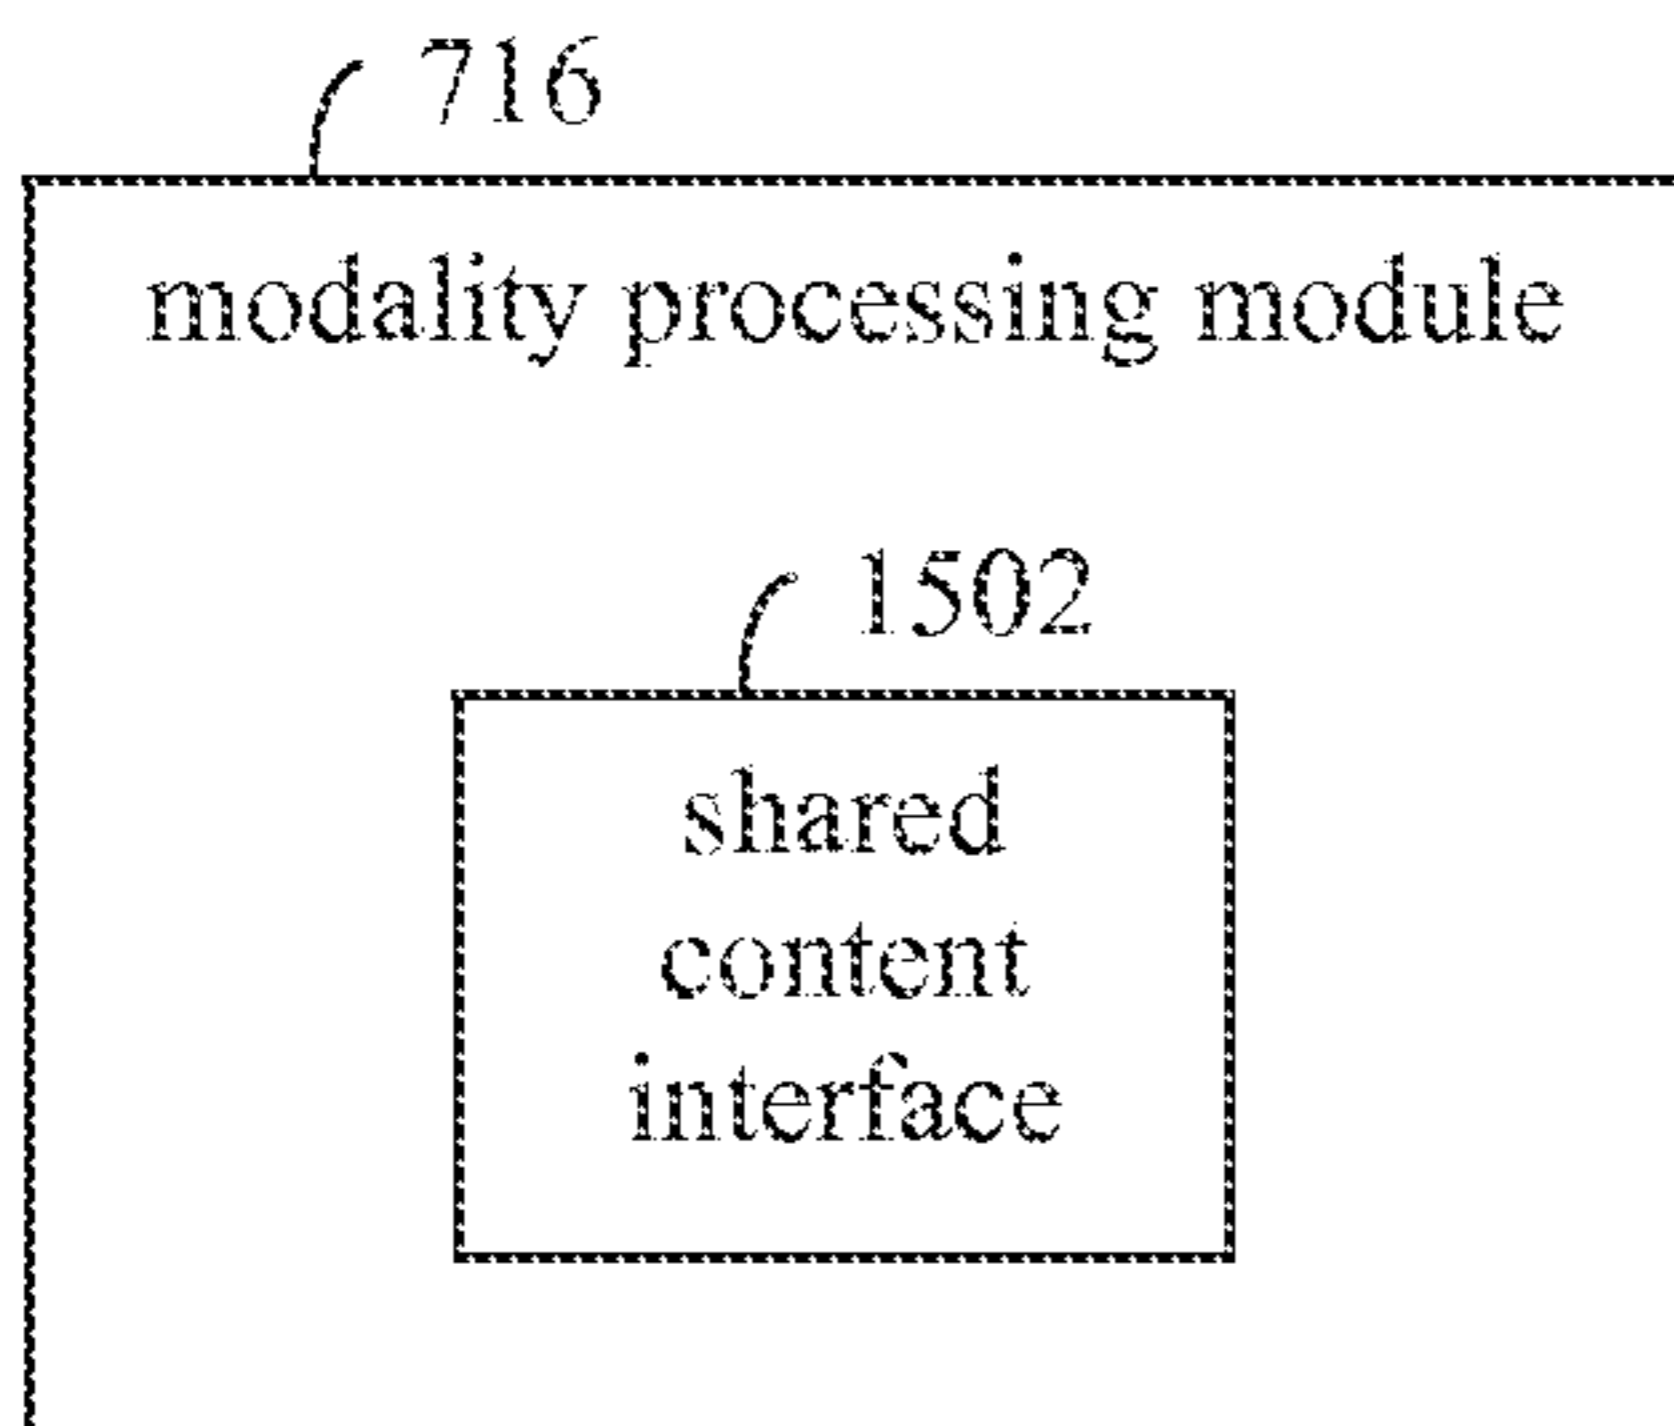 716
modality processing module
1502
shared
content
interface